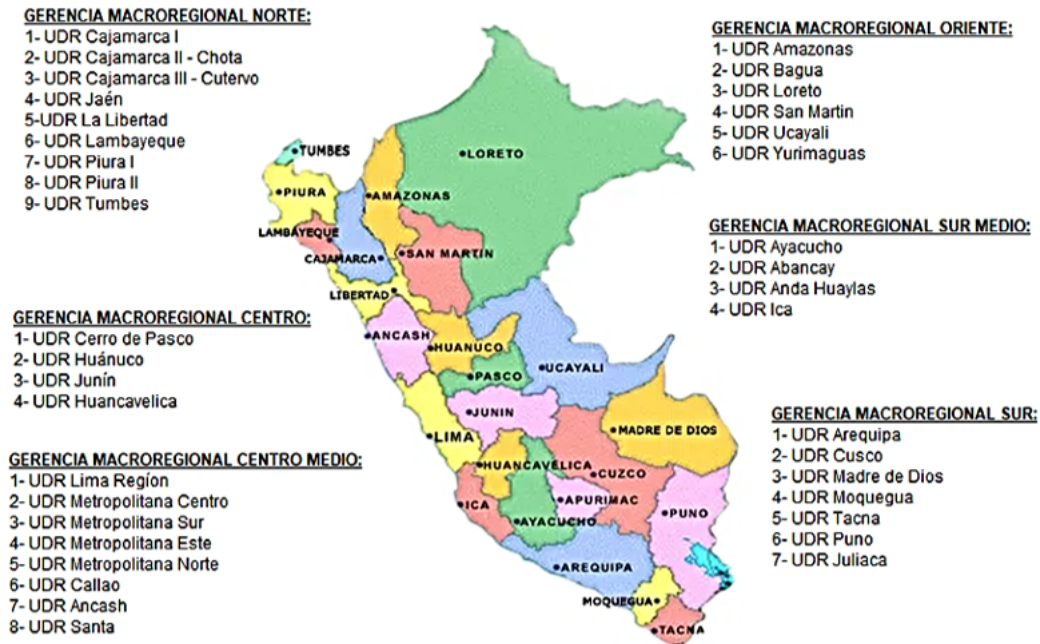 GERENCIA MACROREGIONAL NORTE:
1- UDR Cajamarca I
2- UDR Cajamarca II - Chota
3- UDR Cajamarca III - Cutervo
4- UDR Jaén
5-UDR La Libertad
6- UDR Lambayeque
7- UDR Piura I
8- UDR Piura II
9- UDR Tumbes
GERENCIA MACROREGIONAL CENTRO:
1- UDR Cerro de Pasco
2- UDR Huánuco
3- UDR Junín
4- UDR Huancavelica
GERENCIA MACROREGIONAL CENTRO MEDIO:
1- UDR Lima Regíon
2- UDR Metropolitana Centro
3- UDR Metropolitana Sur
4- UDR Metropolitana Este
5- UDR Metropolitana Norte
6- UDR Callao
7- UDR Ancash
8- UDR Santa
TUMBES
LORETO
PIURA
AMAZONAS
LAMBAYEQUE
CAJAMARCA
SAN MARTIN
LIBERTAD
ANCASH
HUANUCO
UCAYALI
PASCO
JUNIN
LIMA
MADRE DE DIOS
HUANCAVELICA
CUZCO
ICA
APURIMAC
AYACUCHO
PUNO
AREQUIPA
MOQUEGUA
TACNA
GERENCIA MACROREGIONAL ORIENTE:
1- UDR Amazonas
2- UDR Bagua
3- UDR Loreto
4- UDR San Martin
5- UDR Ucayali
6- UDR Yurimaguas
GERENCIA MACROREGIONAL SUR MEDIO:
1- UDR Ayacucho
2- UDR Abancay
3- UDR Anda Huaylas
4- UDR Ica
GERENCIA MACROREGIONAL SUR:
1- UDR Arequipa
2- UDR Cusco
3- UDR Madre de Dios
4- UDR Moquegua
5- UDR Tacna
6- UDR Puno
7- UDR Juliaca